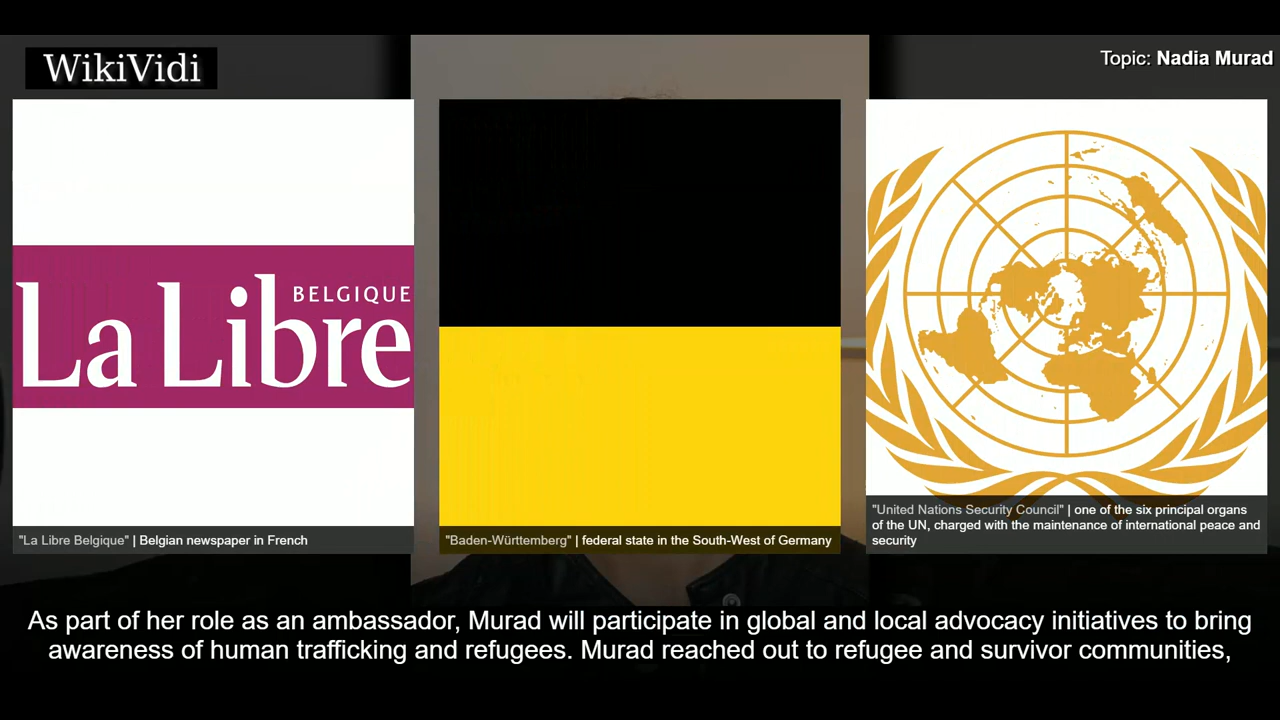 WikiVidi
Topic: Nadia Murad
BELGIQUE
La Libre
"La Libre Belgique" | Belgian newspaper in French
"Baden-Württemberg" | federal state in the South-West of Germany
"United Nations Security Council" | one of the six principal organs
of the UN, charged with the maintenance of international peace and
security
As part of her role as an ambassador, Murad will participate in global and local advocacy initiatives to bring
awareness of human trafficking and refugees. Murad reached out to refugee and survivor communities,